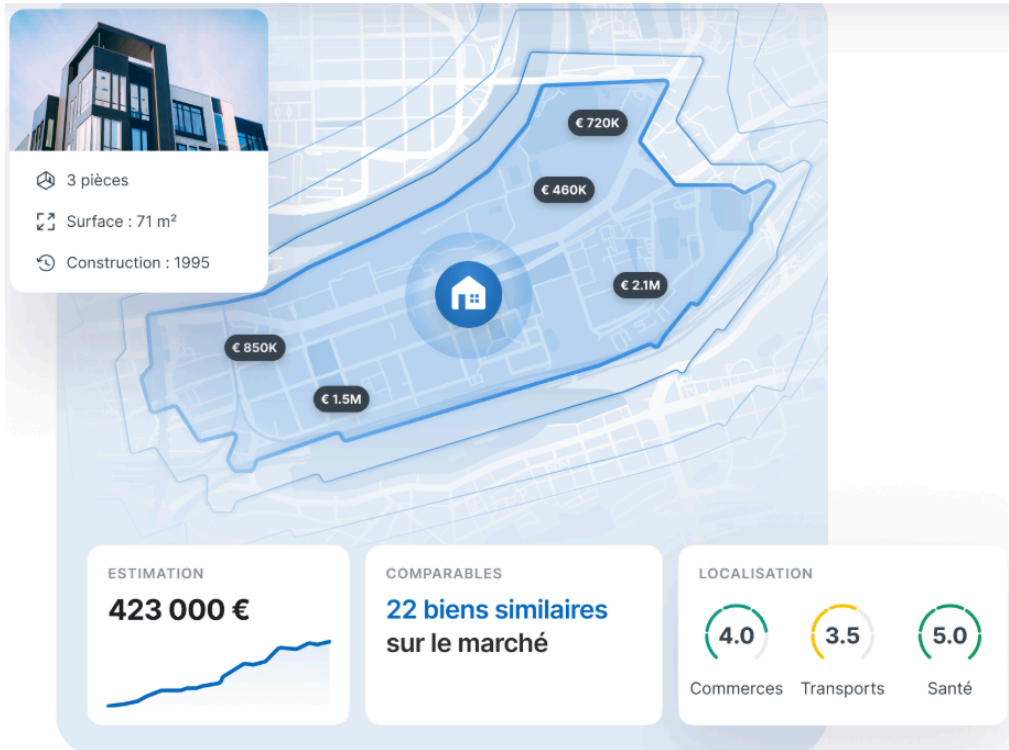 3 pièces
Surface : 71 m²
Construction : 1995
€ 720K
€ 460K
€ 2.1M
€ 850K
€ 1.5M
ESTIMATION
423 000 €
COMPARABLES
22 biens similaires
sur le marché
LOCALISATION
4.0
3.5
5.0
Commerces
Transports
Santé